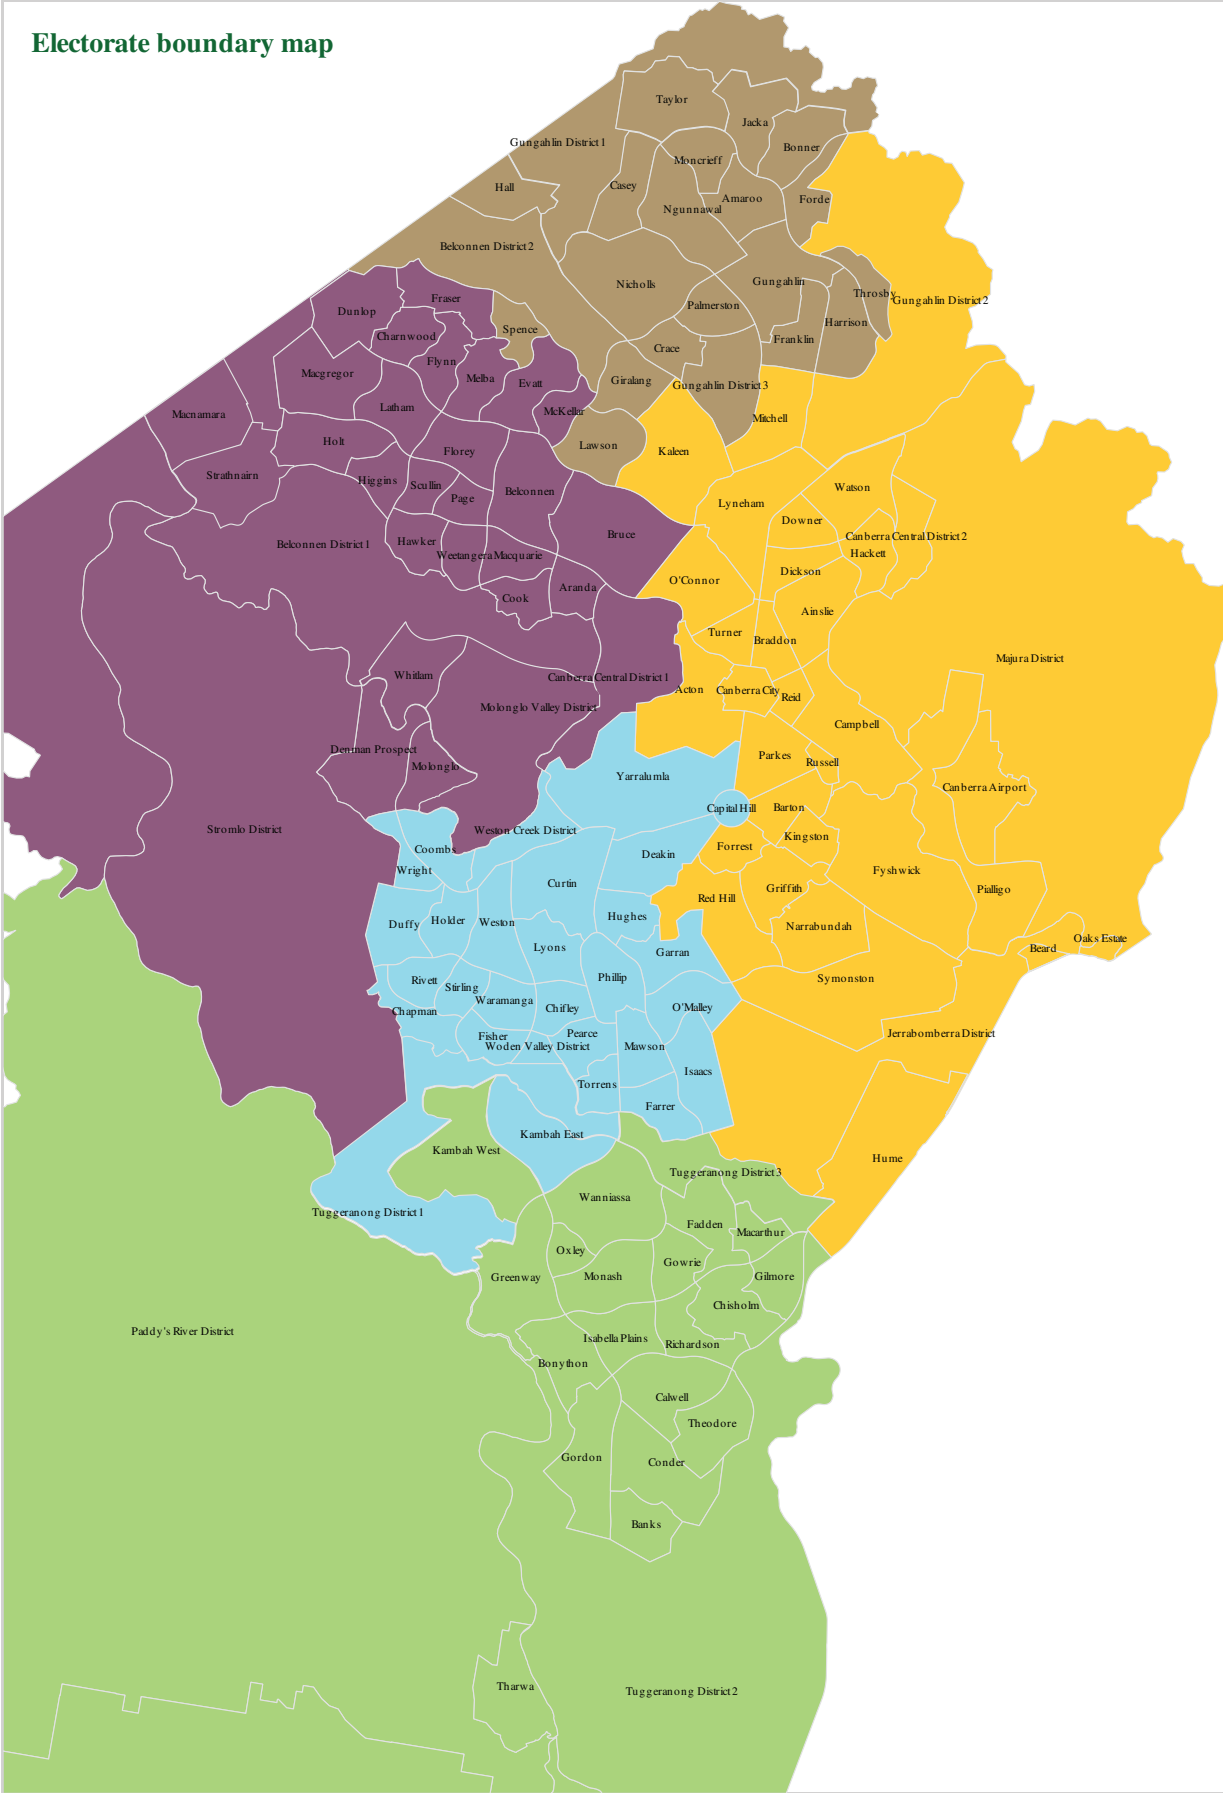 Electorate boundary map
Taylor
Jacka
Gungahlin District 1
Bonner
Moncrieff
Hall
Casey
Amaroo
Forde
Ngunnawal
Belconnen District 2
Nicholls
Gungahlin
Throsby
Fraser
Gungahlin District 2
Palmerston
Dunlop
Harrison
Spence
Charnwood
Franklin
Crace
Flynn
Macgregor
Melba
Giralang
Evatt
Gungahlin District 3
Latham
McKellar
Macnamara
Mitchell
Holt
Lawson
Florey
Kaleen
Strathnairn
Higgins
Scullin
Watson
Belconnen
Page
Lyneham
Downer
Bruce
Canberra Central District 2
Hawker
Belconnen District 1
Hackett
Weetangera
Macquarie
Dickson
O'Connor
Aranda
Cook
Ainslie
Turner
Braddon
Majura District
Whitlam
Canberra Central District 1
Acton
Canberra City
Reid
Molonglo Valley District
Campbell
Denman Prospect
Parkes
Russell
Molonglo
Yarralumla
Canberra Airport
Capital Hill
Barton
Stromlo District
Weston Creek District
Kingston
Coombs
Forrest
Deakin
Wright
Fyshwick
Curtin
Griffith
Pialligo
Red Hill
Hughes
Holder
Weston
Duffy
Narrabundah
Oaks Estate
Lyons
Beard
Garran
Phillip
Symonston
Rivett
Stirling
Waramanga
O'Malley
Chifley
Chapman
Pearce
Jerrabomberra District
Fisher
Woden Valley District
Mawson
Isaacs
Torrens
Farrer
Kambah East
Kambah West
Hume
Tuggeranong District 3
Wanniassa
Tuggeranong District 1
Fadden
Macarthur
Oxley
Gowrie
Greenway
Monash
Gilmore
Chisholm
Paddy's River District
Isabella Plains
Richardson
Bonython
Calwell
Theodore
Gordon
Conder
Banks
Tharwa
Tuggeranong District 2